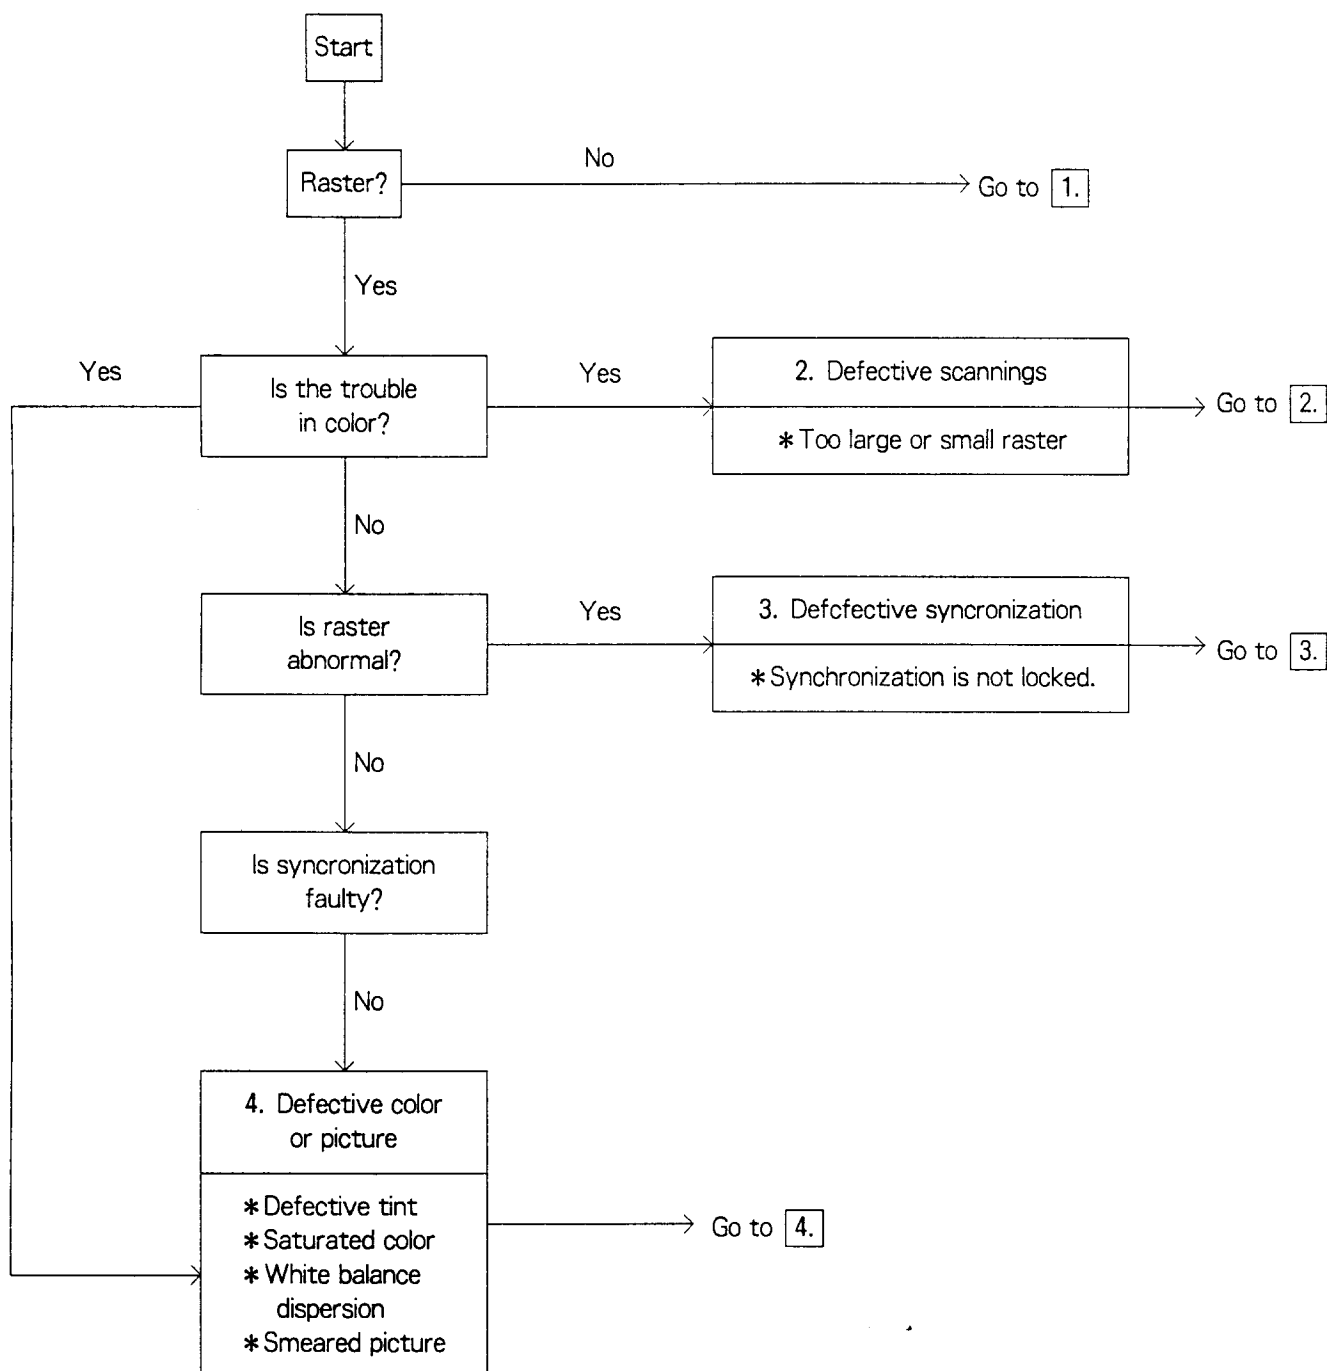 Start
No
Raster?
Go to 1.
Yes
Yes
Is the trouble
in color?
Yes
2. Defective scannings
* Too large or small raster
Go to 2.
No
Is raster
abnormal?
Yes
3. Defcfective syncronization
* Synchronization is not locked.
Go to 3.
No
Is syncronization
faulty?
No
4. Defective color
or picture
* Defective tint
* Saturated color
* White balance
dispersion
* Smeared picture
Go to 4.